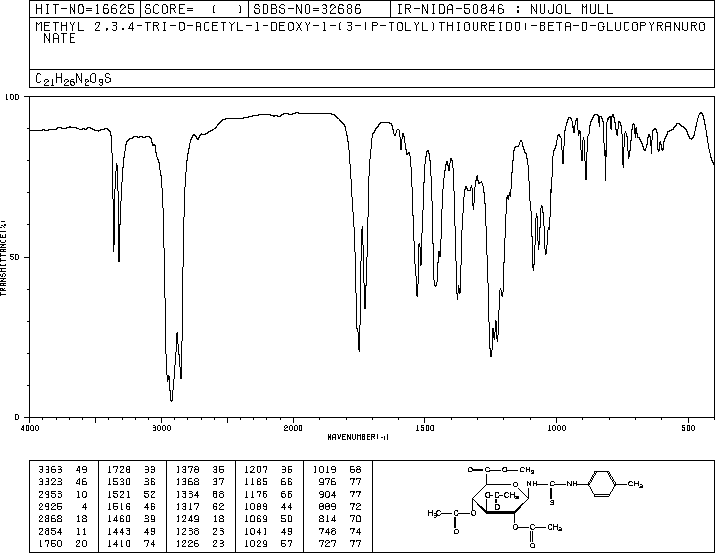 HIT-NO=16625 SCORE= ( ) SDBS-NO=32686 IR-NIDA-50846 : NUJOL MULL
METHYL 2,3,4-TRI-O-ACETYL-1-DEOXY-1-(3-(P-TOLYL)THIOUREIDO)-BETA-D-GLUCOPYRANURO
NATE
C21H26N2O9S
100
50
0
TRANSMITTANCE(%)
4000 3000 2000 1500 1000 500
WAVENUMBER(-1)
3363 49 1728 33 1378 35 1207 36 1019 68
3323 46 1530 36 1368 37 1185 66 976 77
2953 10 1521 52 1334 68 1176 66 904 77
2925 4 1516 46 1317 62 1089 44 889 72
2868 18 1460 39 1249 18 1069 50 814 70
2854 11 1443 49 1238 23 1041 49 748 74
1750 20 1410 74 1226 23 1029 57 727 77
O O-CH3
O NH-C-NH CH3
O-C-CH3
O S
CH3-C-O O O-C-CH3
O O